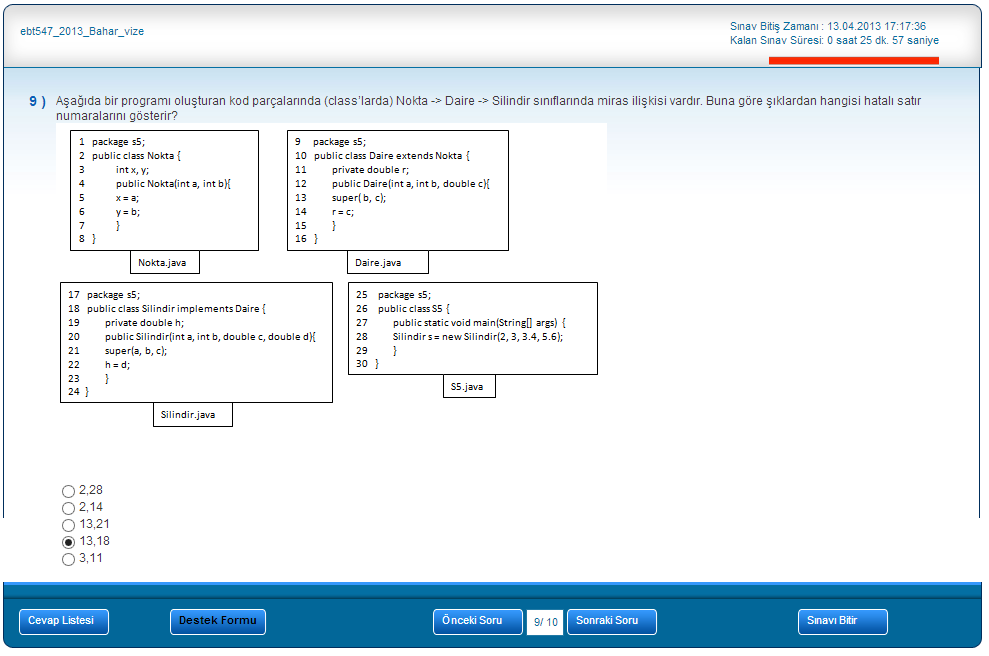 ebt547_2013_Bahar_vize
Sınav Bitiş Zamanı : 13.04.2013 17:17:36
Kalan Sınav Süresi: 0 saat 25 dk. 57 saniye
9 ) Aşağıda bir programı oluşturan kod parçalarında (class'larda) Nokta -> Daire -> Silindir sınıflarında miras ilişkisi vardır. Buna göre şıklardan hangisi hatalı satır
numaralarını gösterir?
1 package s5;
2 public class Nokta {
3 int x, y;
4 public Nokta(int a, int b){
5 x = a;
6 y = b;
7 }
8 }
Nokta.java
9 package s5;
10 public class Daire extends Nokta {
11 private double r;
12 public Daire(int a, int b, double c){
13 super( b, c);
14 r = c;
15 }
16 }
Daire.java
17 package s5;
18 public class Silindir implements Daire {
19 private double h;
20 public Silindir(int a, int b, double c, double d){
21 super(a, b, c);
22 h = d;
23 }
24 }
Silindir.java
25 package s5;
26 public class S5 {
27 public static void main(String[] args) {
28 Silindir s = new Silindir(2, 3, 3.4, 5.6);
29 }
30 }
S5.java
2,28
2,14
13,21
13,18
3,11
Cevap Listesi
Destek Formu
Önceki Soru
9/ 10
Sonraki Soru
Sınavı Bitir